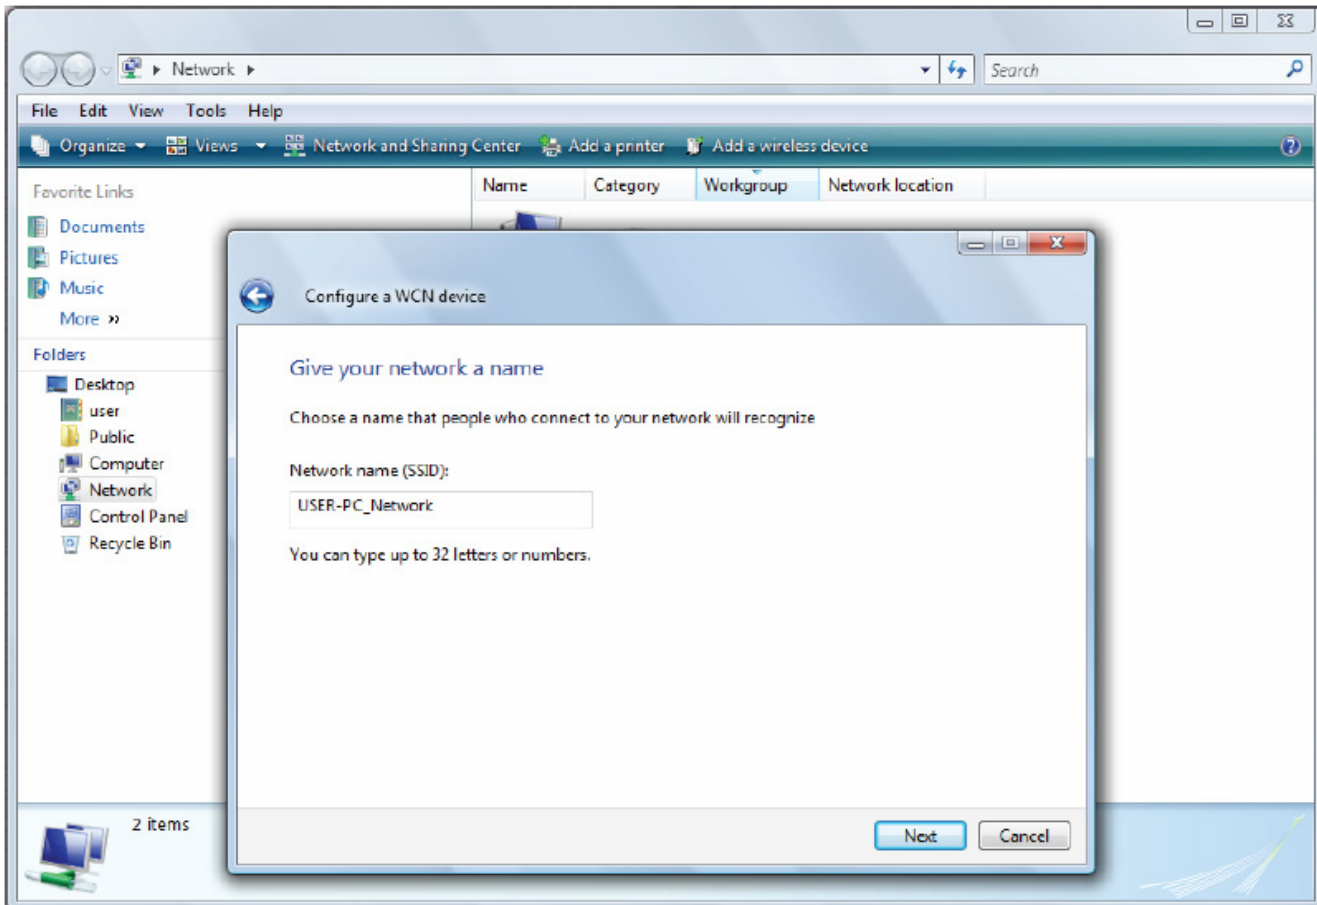 Network
Search
File Edit View Tools Help
Organize Views Network and Sharing Center Add a printer Add a wireless device
Favorite Links
Documents
Pictures
Music
More »
Folders
Desktop
user
Public
Computer
Network
Control Panel
Recycle Bin
Name Category Workgroup Network location
Configure a WCN device
Give your network a name
Choose a name that people who connect to your network will recognize
Network name (SSID):
USER-PC_Network
You can type up to 32 letters or numbers.
Next Cancel
2 items